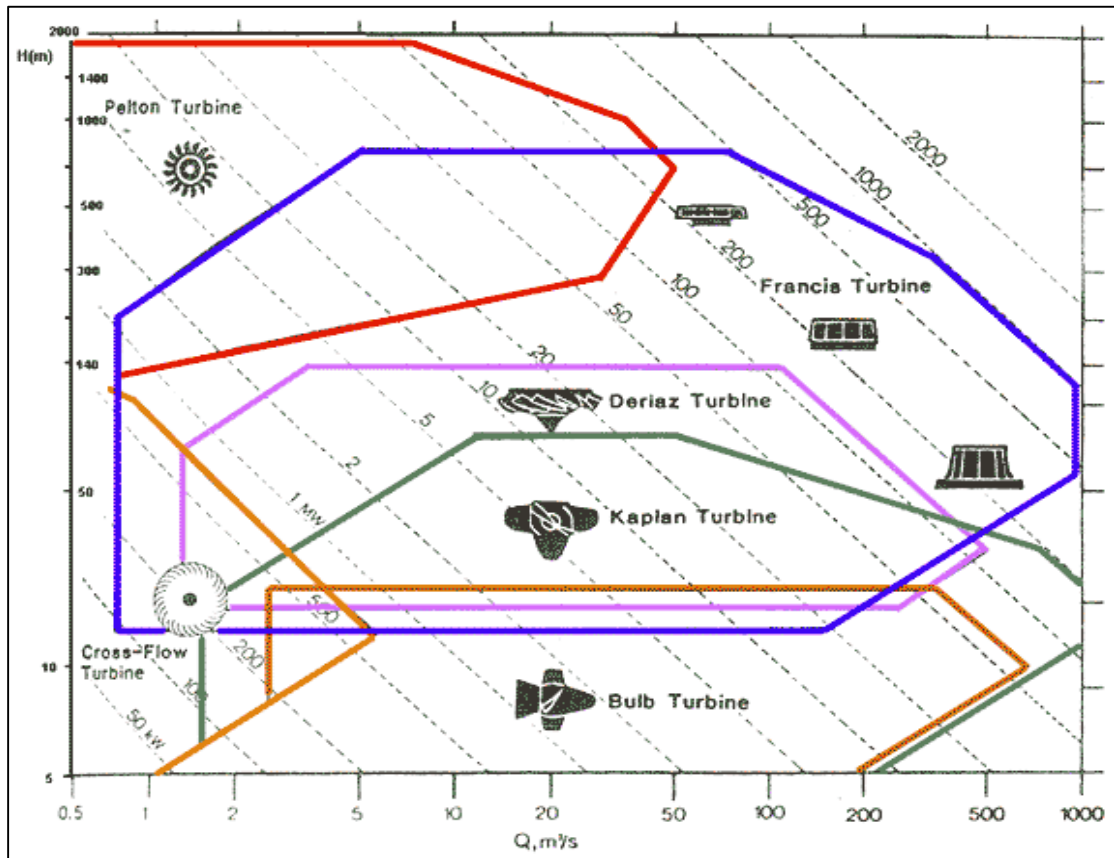 2000
H(m)
1400
Pelton Turbine
1000
2000
1000
500
500
200
300
Francis Turbine
100
50
140
20
10
Deriaz Turbine
5
2
50
1 MW
Kaplan Turbine
500
200
Cross-Flow
Turbine
10
100
Bulb Turbine
50 kW
5
0.5 1 2 5 10 20 50 100 200 500 1000
Q, m³/s